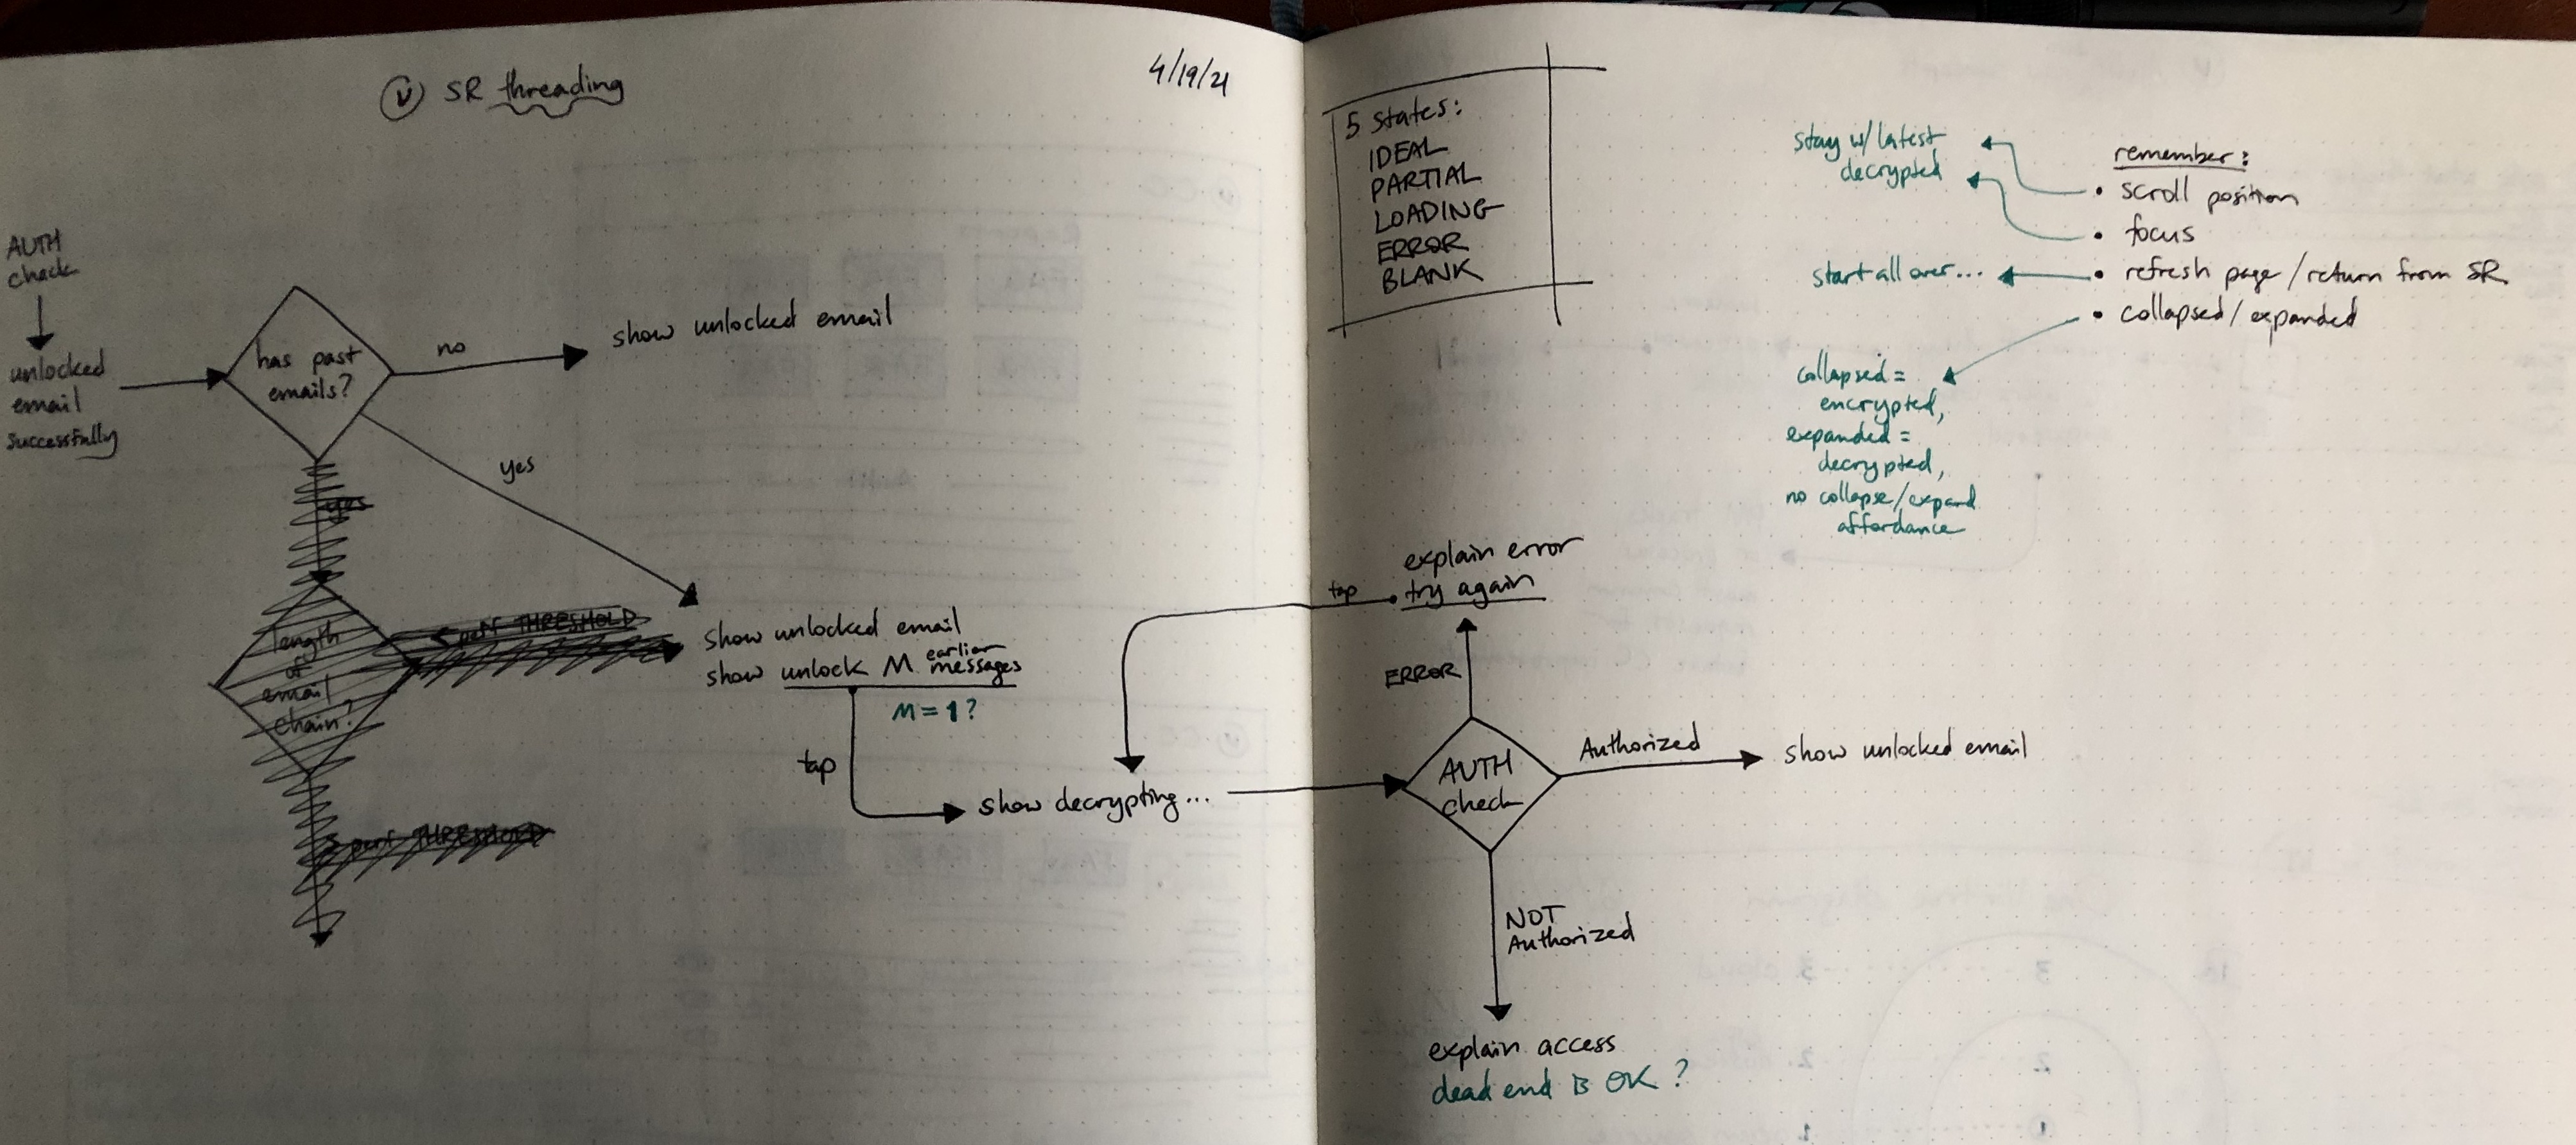 V SR threading
4/19/21
AUTH
check
unlocked
email
successfully
has past
emails?
no
show unlocked email
yes
yes
length
of
email
chain?
perf THRESHOLD
perf THRESHOLD
show unlocked email
show unlock M earlier messages
M = 1?
tap
show decrypting...
5 states:
IDEAL
PARTIAL
LOADING
ERROR
BLANK
remember:
• scroll position
• focus
• refresh page/return from SR
• collapsed/expanded
stay w/latest
decrypted
start all over...
collapsed =
encrypted,
expanded =
decrypted,
no collapse/expand
affordance
explain error
try again
tap
ERROR
AUTH
check
Authorized
show unlocked email
NOT
Authorized
explain access
dead end is OK?